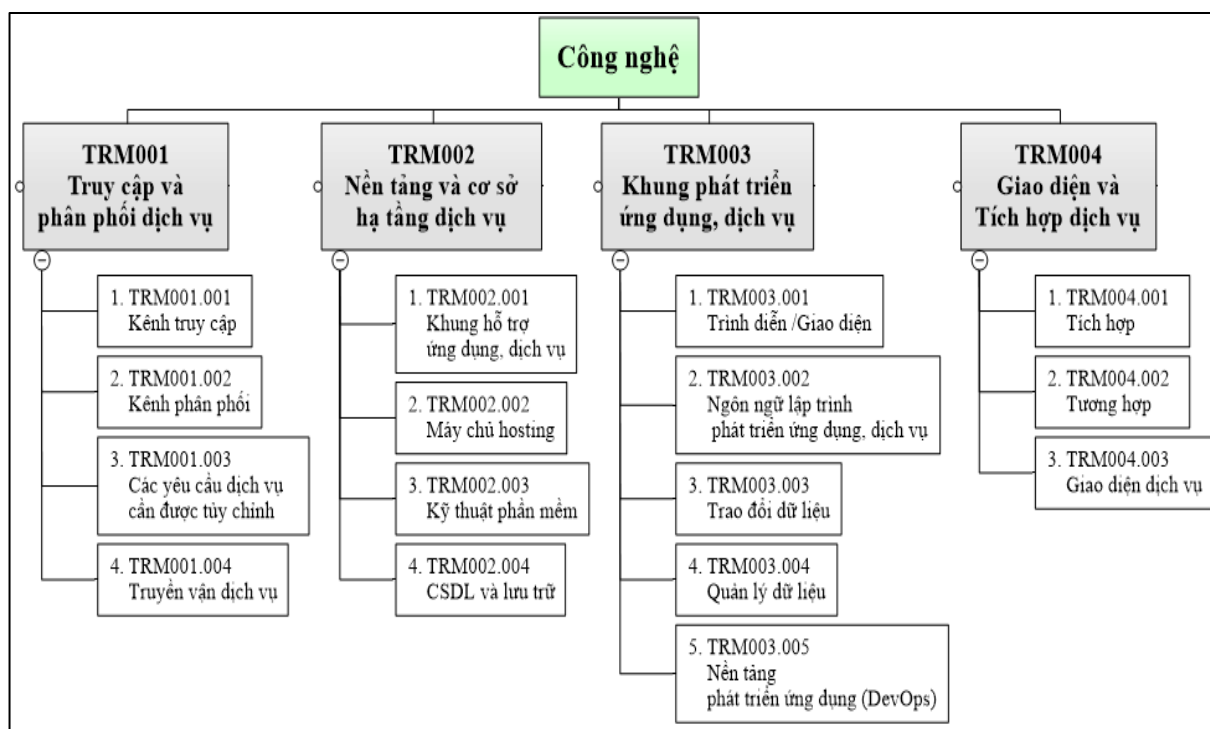 Công nghệ
TRM001
Truy cập và
phân phối dịch vụ
1. TRM001.001
Kênh truy cập
2. TRM001.002
Kênh phân phối
3. TRM001.003
Các yêu cầu dịch vụ
cần được tùy chỉnh
4. TRM001.004
Truyền vận dịch vụ
TRM002
Nền tảng và cơ sở
hạ tầng dịch vụ
1. TRM002.001
Khung hỗ trợ
ứng dụng, dịch vụ
2. TRM002.002
Máy chủ hosting
3. TRM002.003
Kỹ thuật phần mềm
4. TRM002.004
CSDL và lưu trữ
TRM003
Khung phát triển
ứng dụng, dịch vụ
1. TRM003.001
Trình diễn /Giao diện
2. TRM003.002
Ngôn ngữ lập trình
phát triển ứng dụng, dịch vụ
3. TRM003.003
Trao đổi dữ liệu
4. TRM003.004
Quản lý dữ liệu
5. TRM003.005
Nền tảng
phát triển ứng dụng (DevOps)
TRM004
Giao diện và
Tích hợp dịch vụ
1. TRM004.001
Tích hợp
2. TRM004.002
Tương hợp
3. TRM004.003
Giao diện dịch vụ